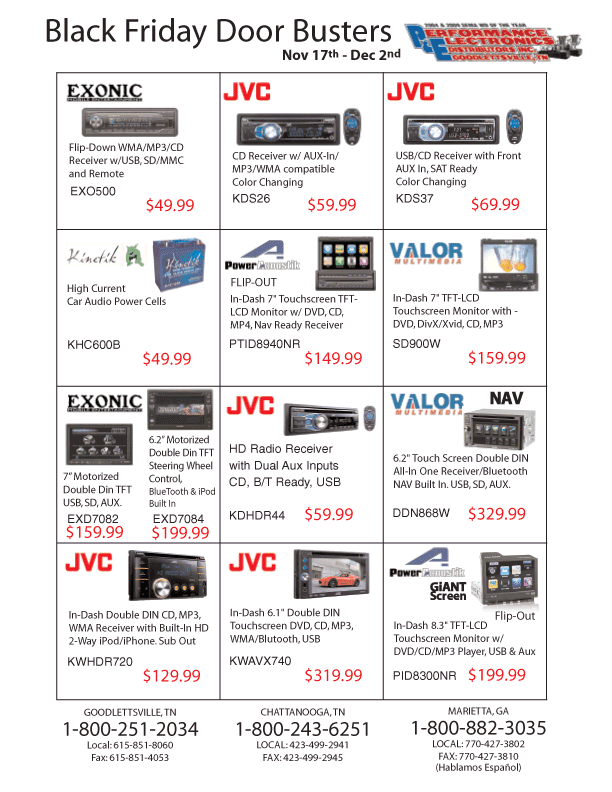 Black Friday Door Busters
Nov 17th - Dec 2nd
2004 & 2009 SEMA WD OF THE YEAR
PERFORMANCE
ELECTRONICS
DISTRIBUTORS INC.
GOODLETTSVILLE, TN
EXONIC
MOBILE ENTERTAINMENT
Flip-Down WMA/MP3/CD
Receiver w/USB, SD/MMC
and Remote
EXO500
$49.99
JVC
CD Receiver w/ AUX-In/
MP3/WMA compatible
Color Changing
KDS26
$59.99
JVC
USB/CD Receiver with Front
AUX In, SAT Ready
Color Changing
KDS37
$69.99
Kinetik
High Current
Car Audio Power Cells
KHC600B
$49.99
Power Acoustik
FLIP-OUT
In-Dash 7" Touchscreen TFT-
LCD Monitor w/ DVD, CD,
MP4, Nav Ready Receiver
PTID8940NR
$149.99
VALOR
MULTIMEDIA
In-Dash 7" TFT-LCD
Touchscreen Monitor with -
DVD, DivX/Xvid, CD, MP3
SD900W
$159.99
EXONIC
MOBILE ENTERTAINMENT
7" Motorized
Double Din TFT
USB, SD, AUX.
EXD7082
$159.99
6.2" Motorized
Double Din TFT
Steering Wheel
Control,
BlueTooth & iPod
Built In
EXD7084
$199.99
JVC
HD Radio Receiver
with Dual Aux Inputs
CD, B/T Ready, USB
KDHDR44
$59.99
VALOR
MULTIMEDIA
NAV
6.2" Touch Screen Double DIN
All-In One Receiver/Bluetooth
NAV Built In. USB, SD, AUX.
DDN868W
$329.99
JVC
In-Dash Double DIN CD, MP3,
WMA Receiver with Built-In HD
2-Way iPod/iPhone. Sub Out
KWHDR720
$129.99
JVC
In-Dash 6.1" Double DIN
Touchscreen DVD, CD, MP3,
WMA/Blutooth, USB
KWAVX740
$319.99
Power Acoustik
GiANT
Screen
Flip-Out
In-Dash 8.3" TFT-LCD
Touchscreen Monitor w/
DVD/CD/MP3 Player, USB & Aux
PID8300NR
$199.99
GOODLETTSVILLE, TN
1-800-251-2034
Local: 615-851-8060
Fax: 615-851-4053
CHATTANOOGA, TN
1-800-243-6251
LOCAL: 423-499-2941
FAX: 423-499-2945
MARIETTA, GA
1-800-882-3035
LOCAL: 770-427-3802
FAX: 770-427-3810
(Hablamos Español)